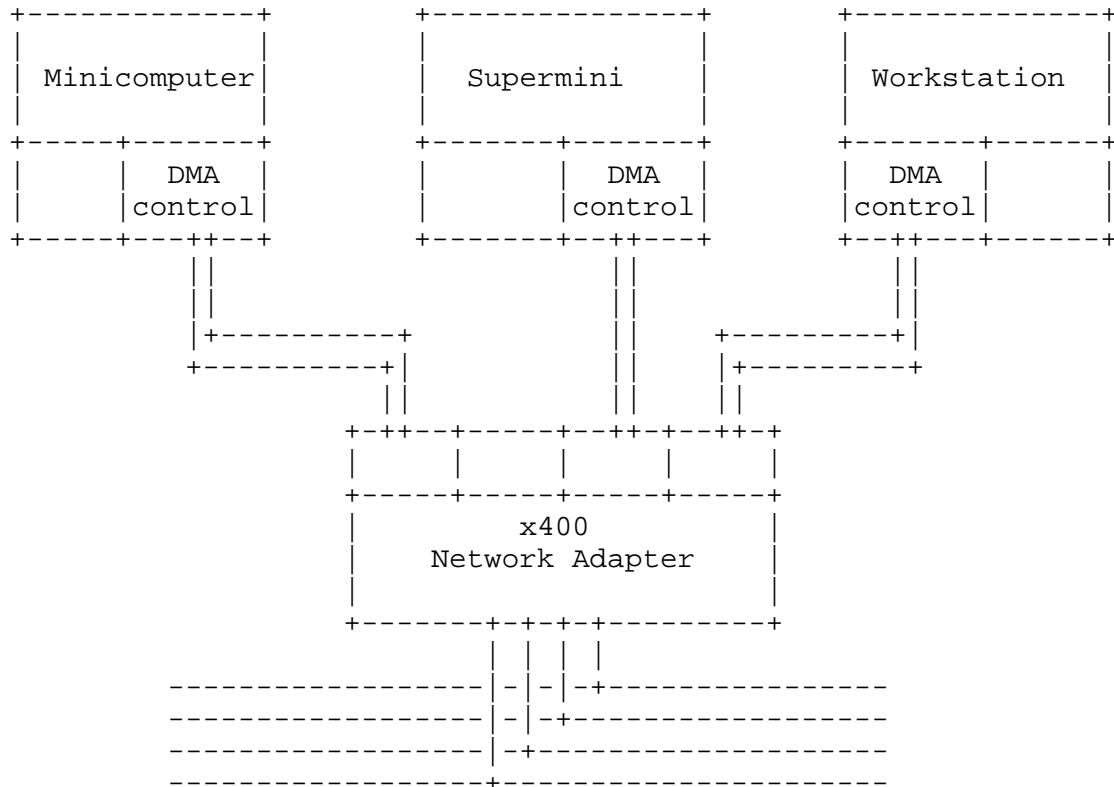 Minicomputer Supermini Workstation
DMA DMA DMA
control control control
x400
Network Adapter